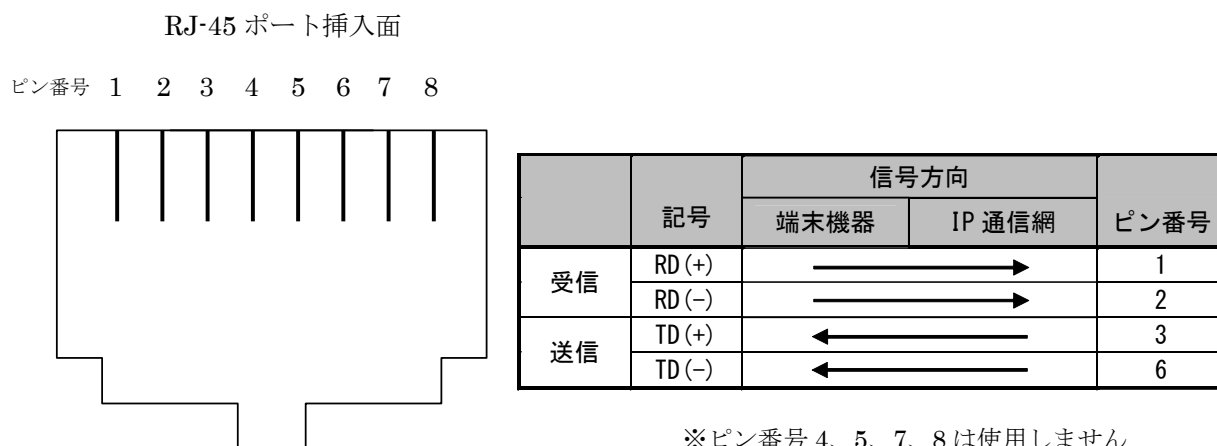 RJ-45 ポート挿入面
ピン番号 1 2 3 4 5 6 7 8
信号方向
記号 端末機器 IP 通信網 ピン番号
受信 RD(+) 1
RD(−) 2
送信 TD(+) 3
TD(−) 6
※ピン番号 4、5、7、8 は使用しません